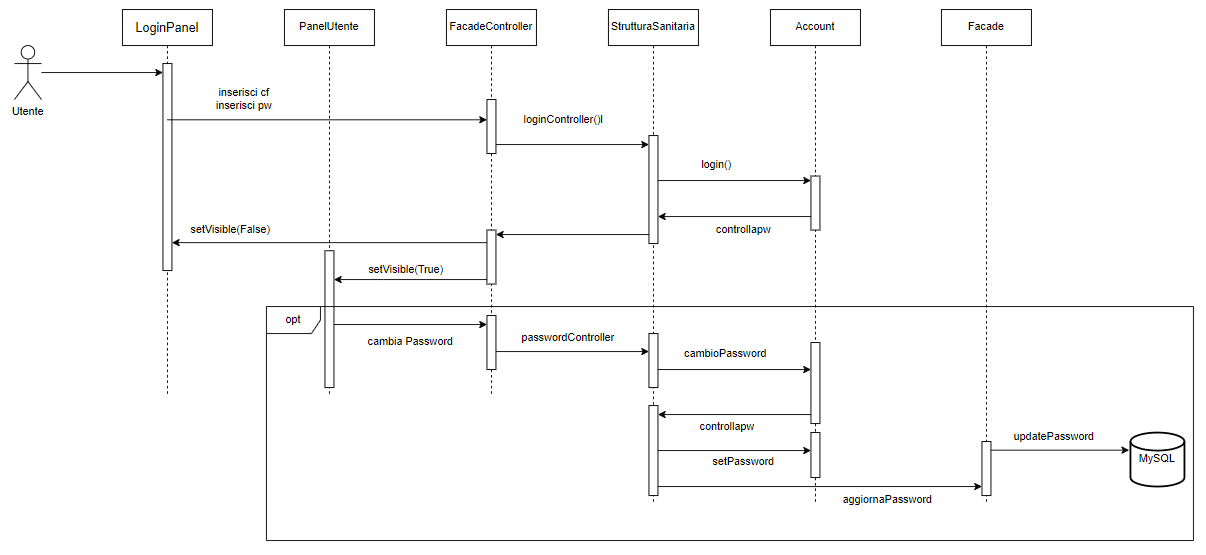 LoginPanel
PanelUtente
FacadeController
StrutturaSanitaria
Account
Facade
Utente
inserisci cf
inserisci pw
loginController()l
login()
controllapw
setVisible(False)
setVisible(True)
opt
cambia Password
passwordController
cambioPassword
controllapw
setPassword
aggiornaPassword
updatePassword
MySQL